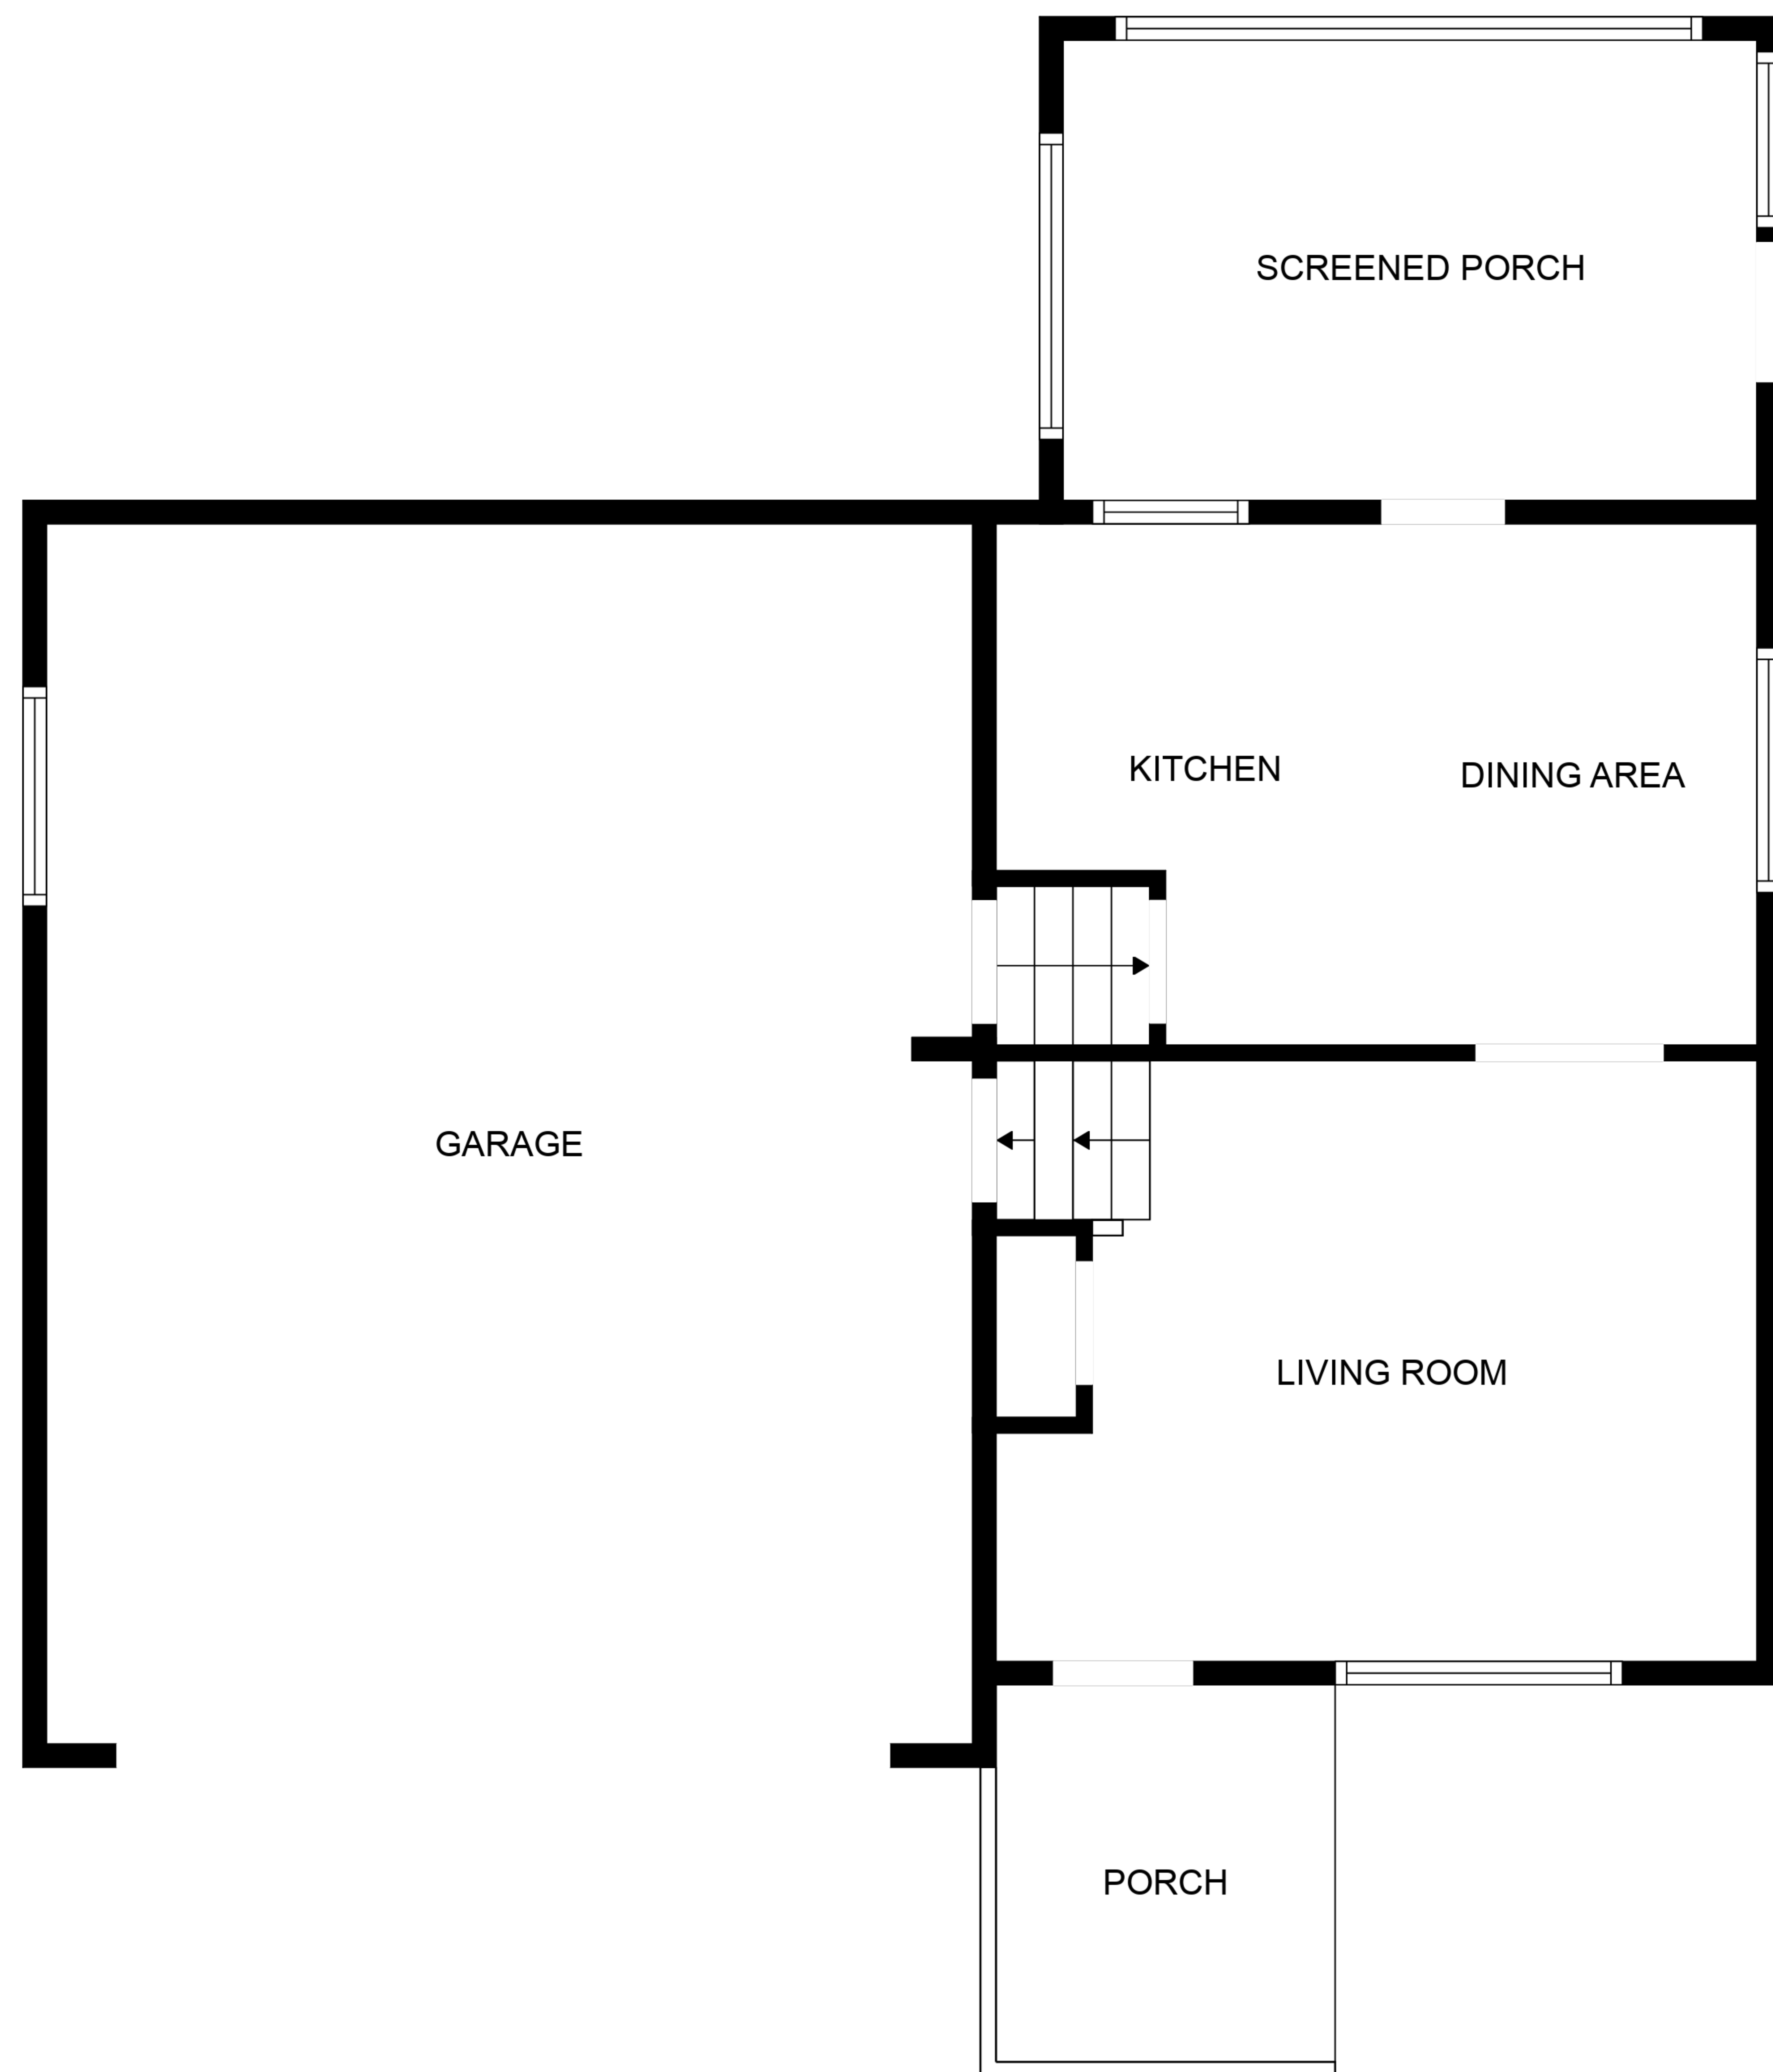 SCREENED PORCH
KITCHEN
DINING AREA
GARAGE
LIVING ROOM
PORCH